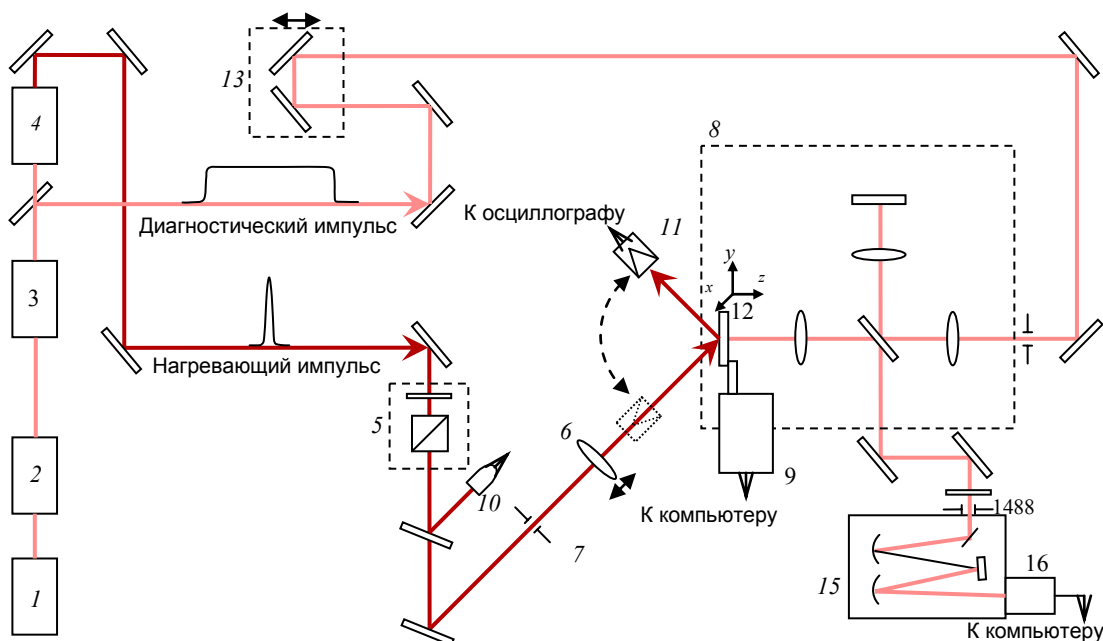 13
8
4
К осциллографу
11
Диагностический импульс
y
x
z
12
3
Нагревающий импульс
5
6
9
2
10
К компьютеру
7
1488
1
15
16
К компьютеру